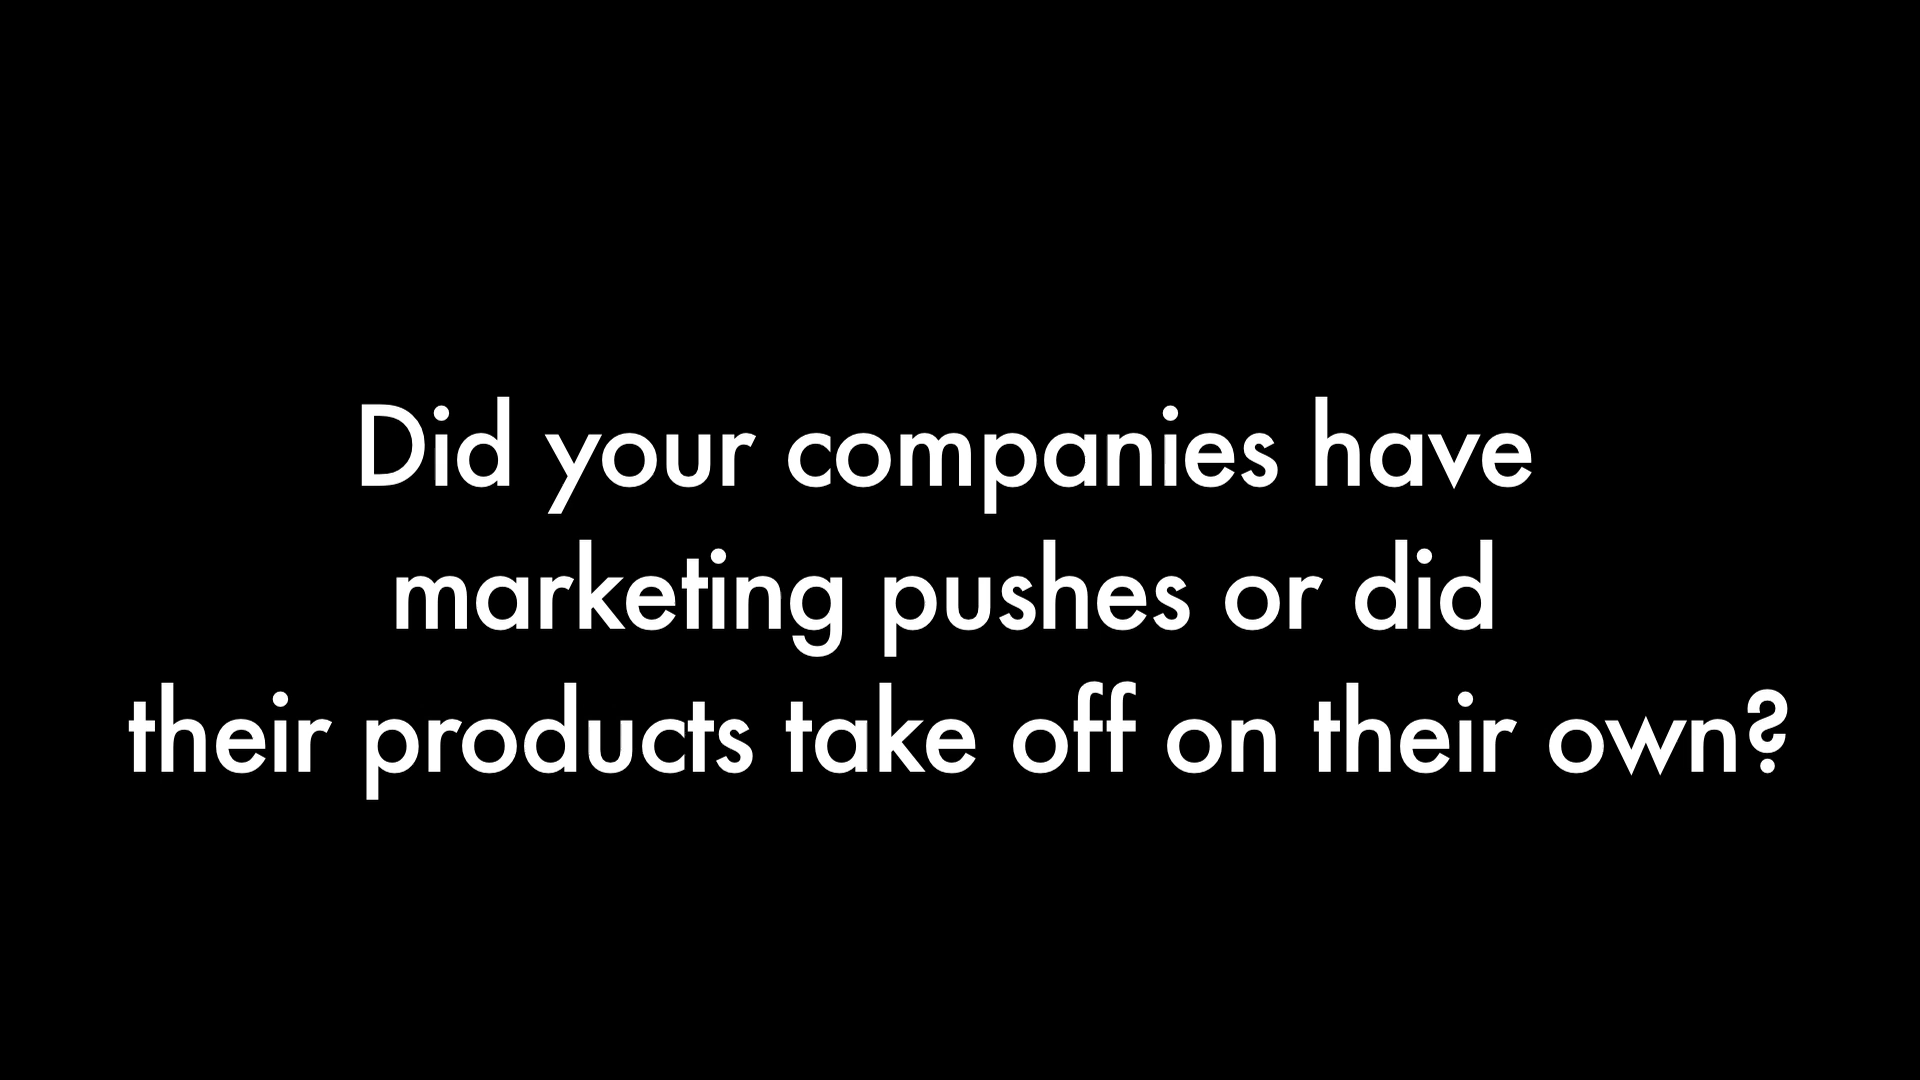 Did your companies have
marketing pushes or did
their products take off on their own?